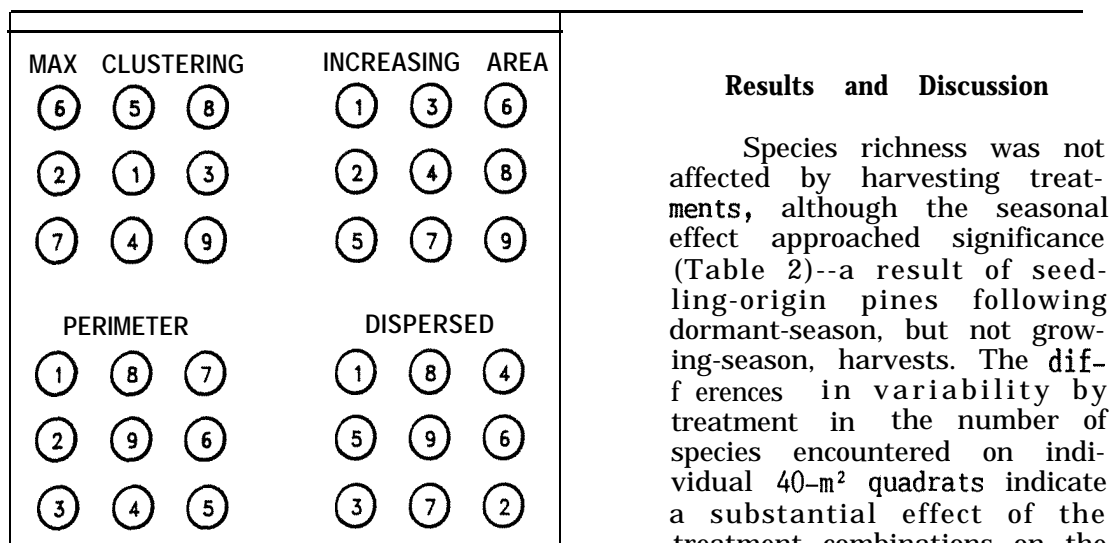 MAX CLUSTERING
6 5 8
2 1 3
7 4 9
INCREASING AREA
1 3 6
2 4 8
5 7 9
PERIMETER
1 8 7
2 9 6
3 4 5
DISPERSED
1 8 4
5 9 6
3 7 2
Results and Discussion
Species richness was not
affected by harvesting treat-
ments, although the seasonal
effect approached significance
(Table 2)--a result of seed-
ling-origin pines following
dormant-season, but not grow-
ing-season, harvests. The dif-
f erences in variability by
treatment in the number of
species encountered on indi-
vidual 40-m² quadrats indicate
a substantial effect of the
treatment combinations on the